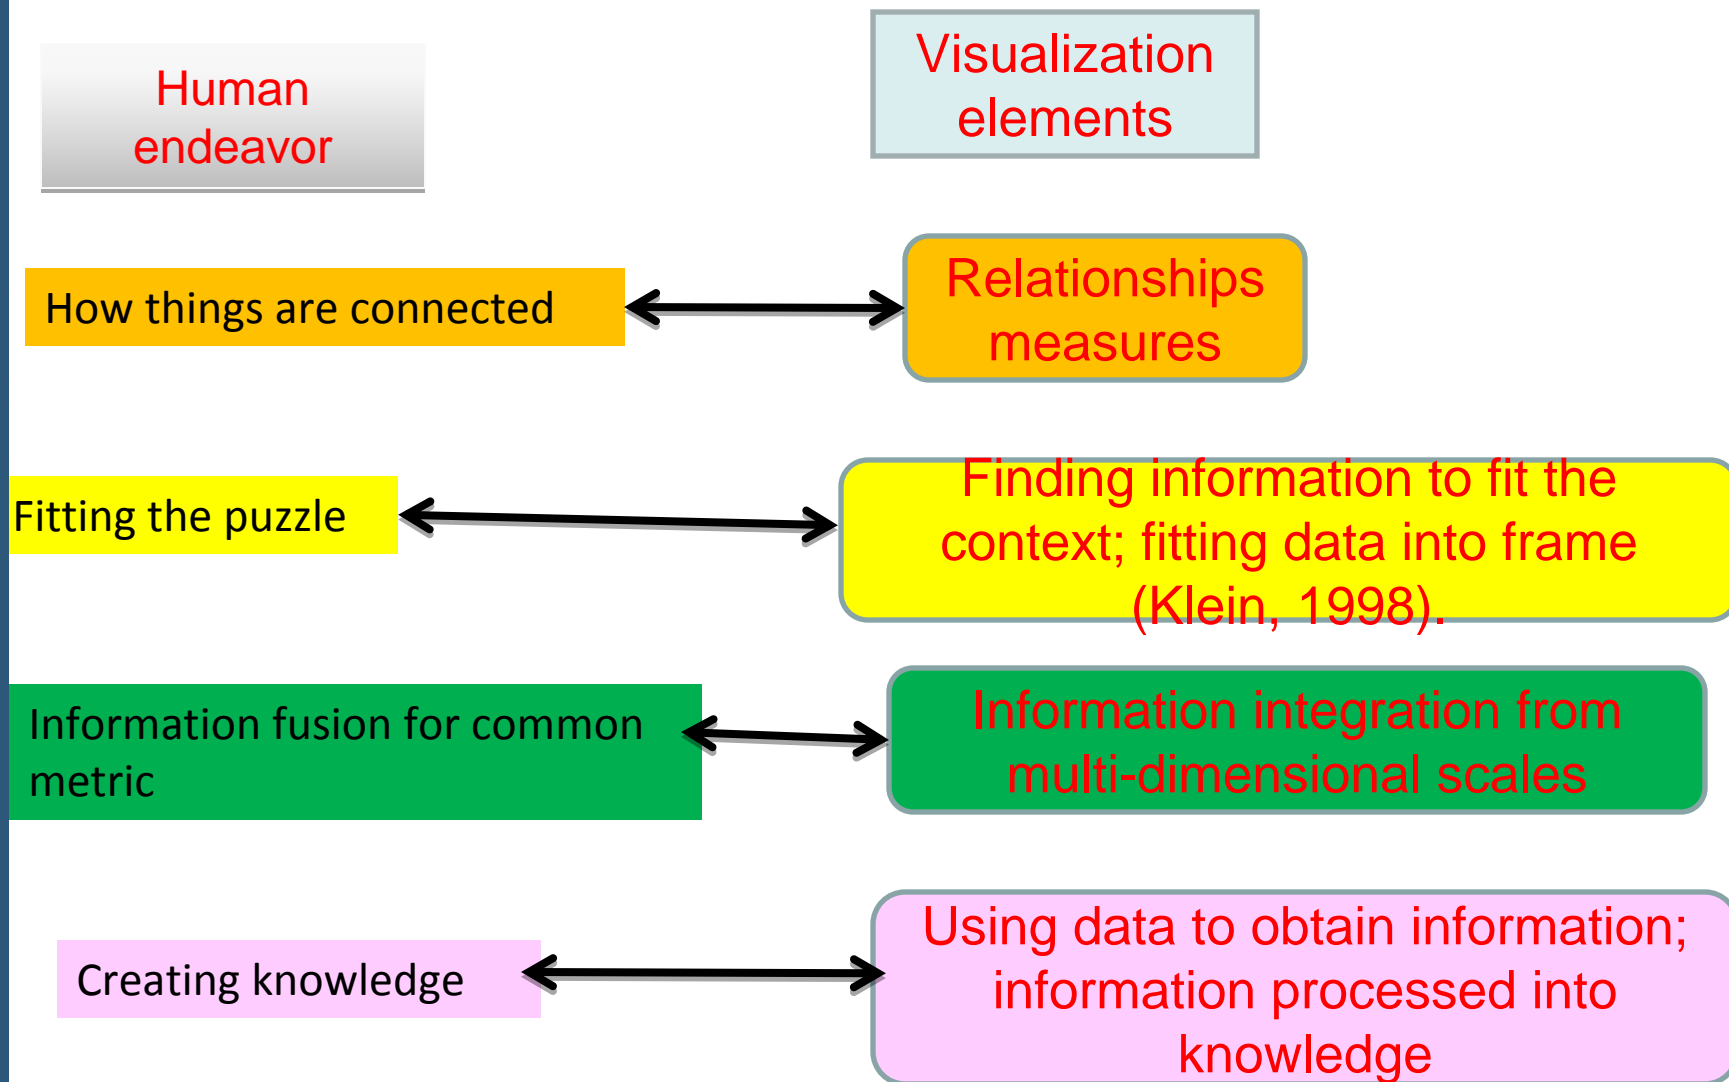 Human
endeavor
Visualization
elements
How things are connected
Relationships
measures
Fitting the puzzle
Finding information to fit the
context; fitting data into frame
(Klein, 1998).
Information fusion for common
metric
Information integration from
multi-dimensional scales
Creating knowledge
Using data to obtain information;
information processed into
knowledge